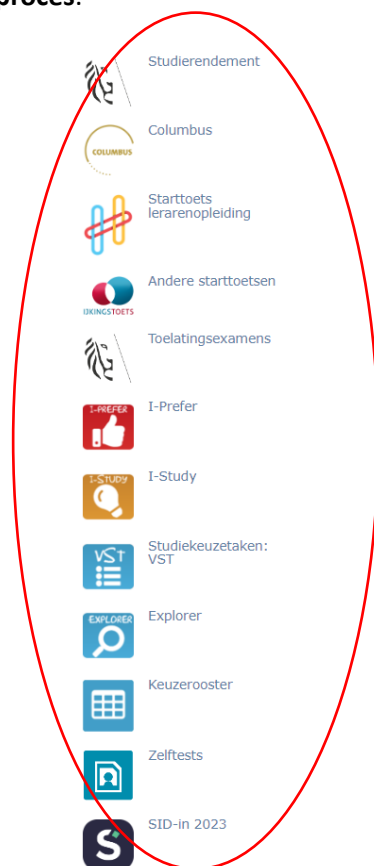 proces.
Studierendement
COLUMBUS
Columbus
Starttoets
lerarenopleiding
IJKINGSTOETS
Andere starttoetsen
Toelatingsexamens
I-PREFER
I-Prefer
I-STUDY
I-Study
VST
Studiekeuzetaken:
VST
EXPLORER
Explorer
Keuzerooster
Zelftests
S
SID-in 2023